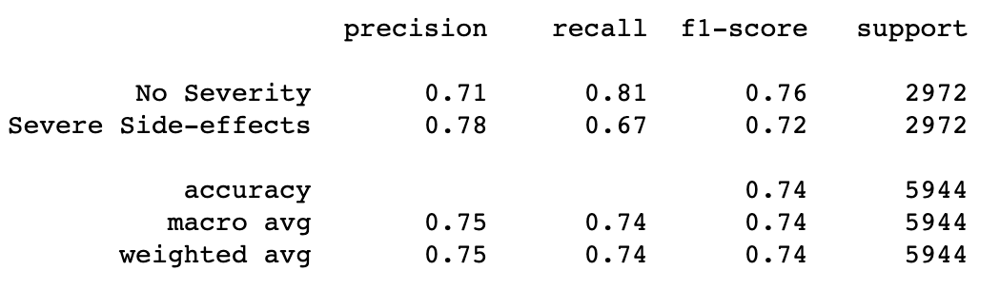 precision recall f1-score support
No Severity 0.71 0.81 0.76 2972
Severe Side-effects 0.78 0.67 0.72 2972
accuracy 0.74 5944
macro avg 0.75 0.74 0.74 5944
weighted avg 0.75 0.74 0.74 5944